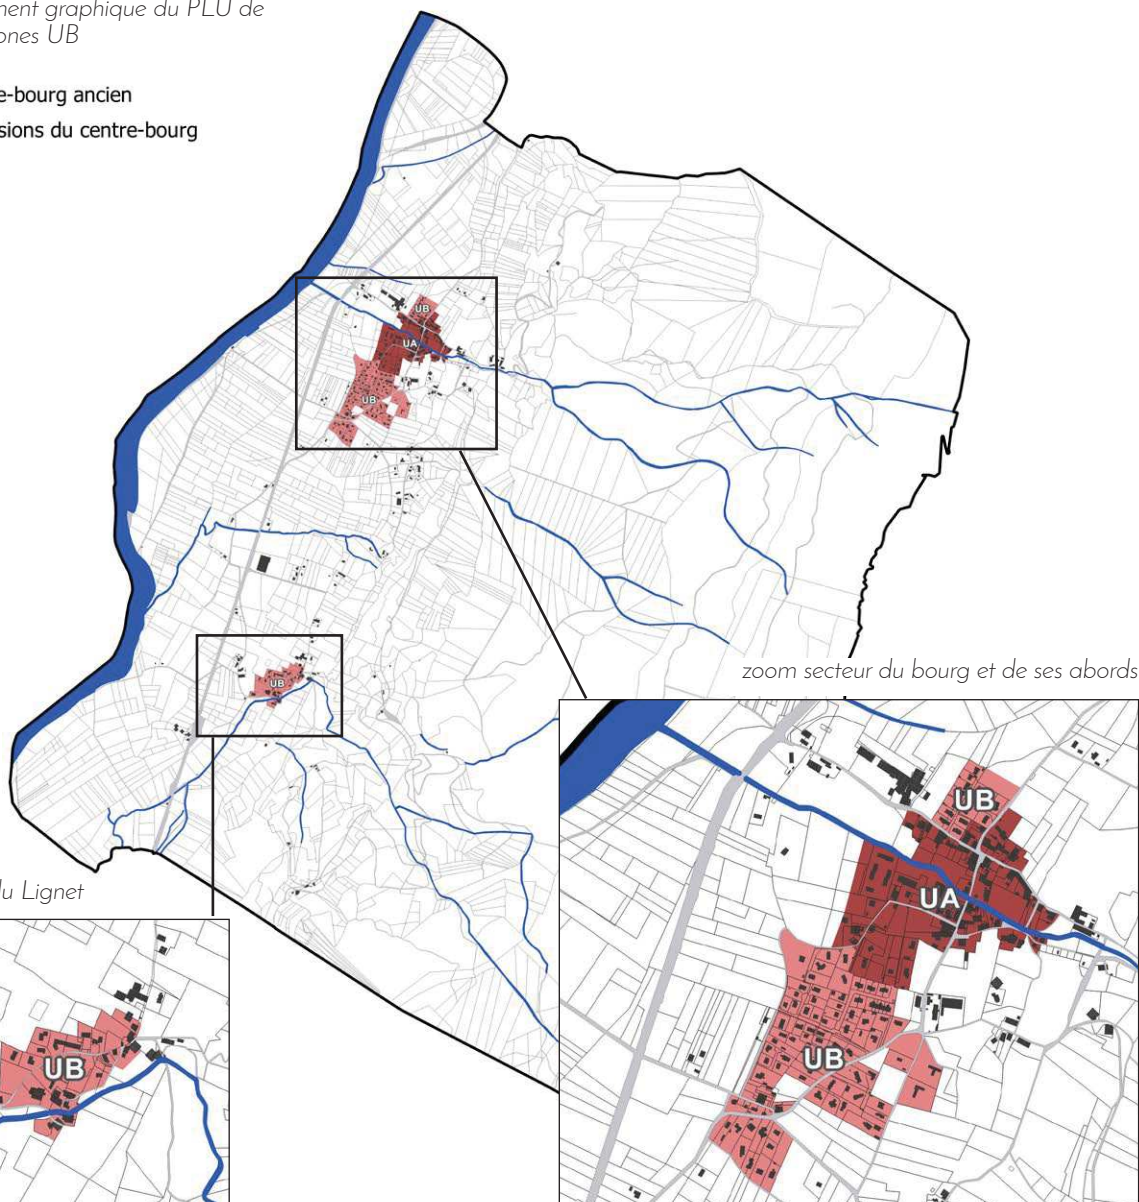 ment graphique du PLU de
ones UB
e-bourg ancien
sions du centre-bourg
UB
UA
UB
UB
zoom secteur du bourg et de ses abords
UB
UA
UB
du Lignet
UB